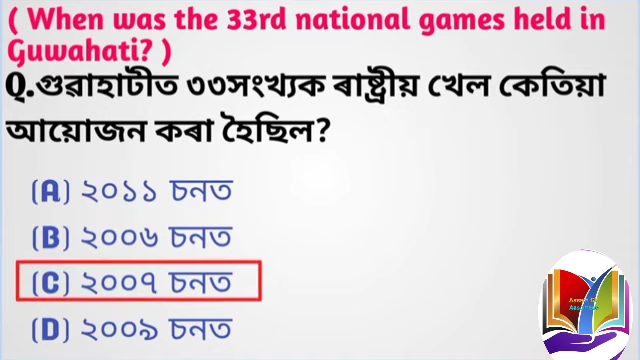 ( When was the 33rd national games held in
Guwahati? )
Q.গুৱাহাটীত ৩৩সংখ্যক ৰাষ্ট্ৰীয় খেল কেতিয়া
আয়োজন কৰা হৈছিল?
(A) ২০১১ চনত
(B) ২০০৬ চনত
(C) ২০০৭ চনত
(D) ২০০৯ চনত